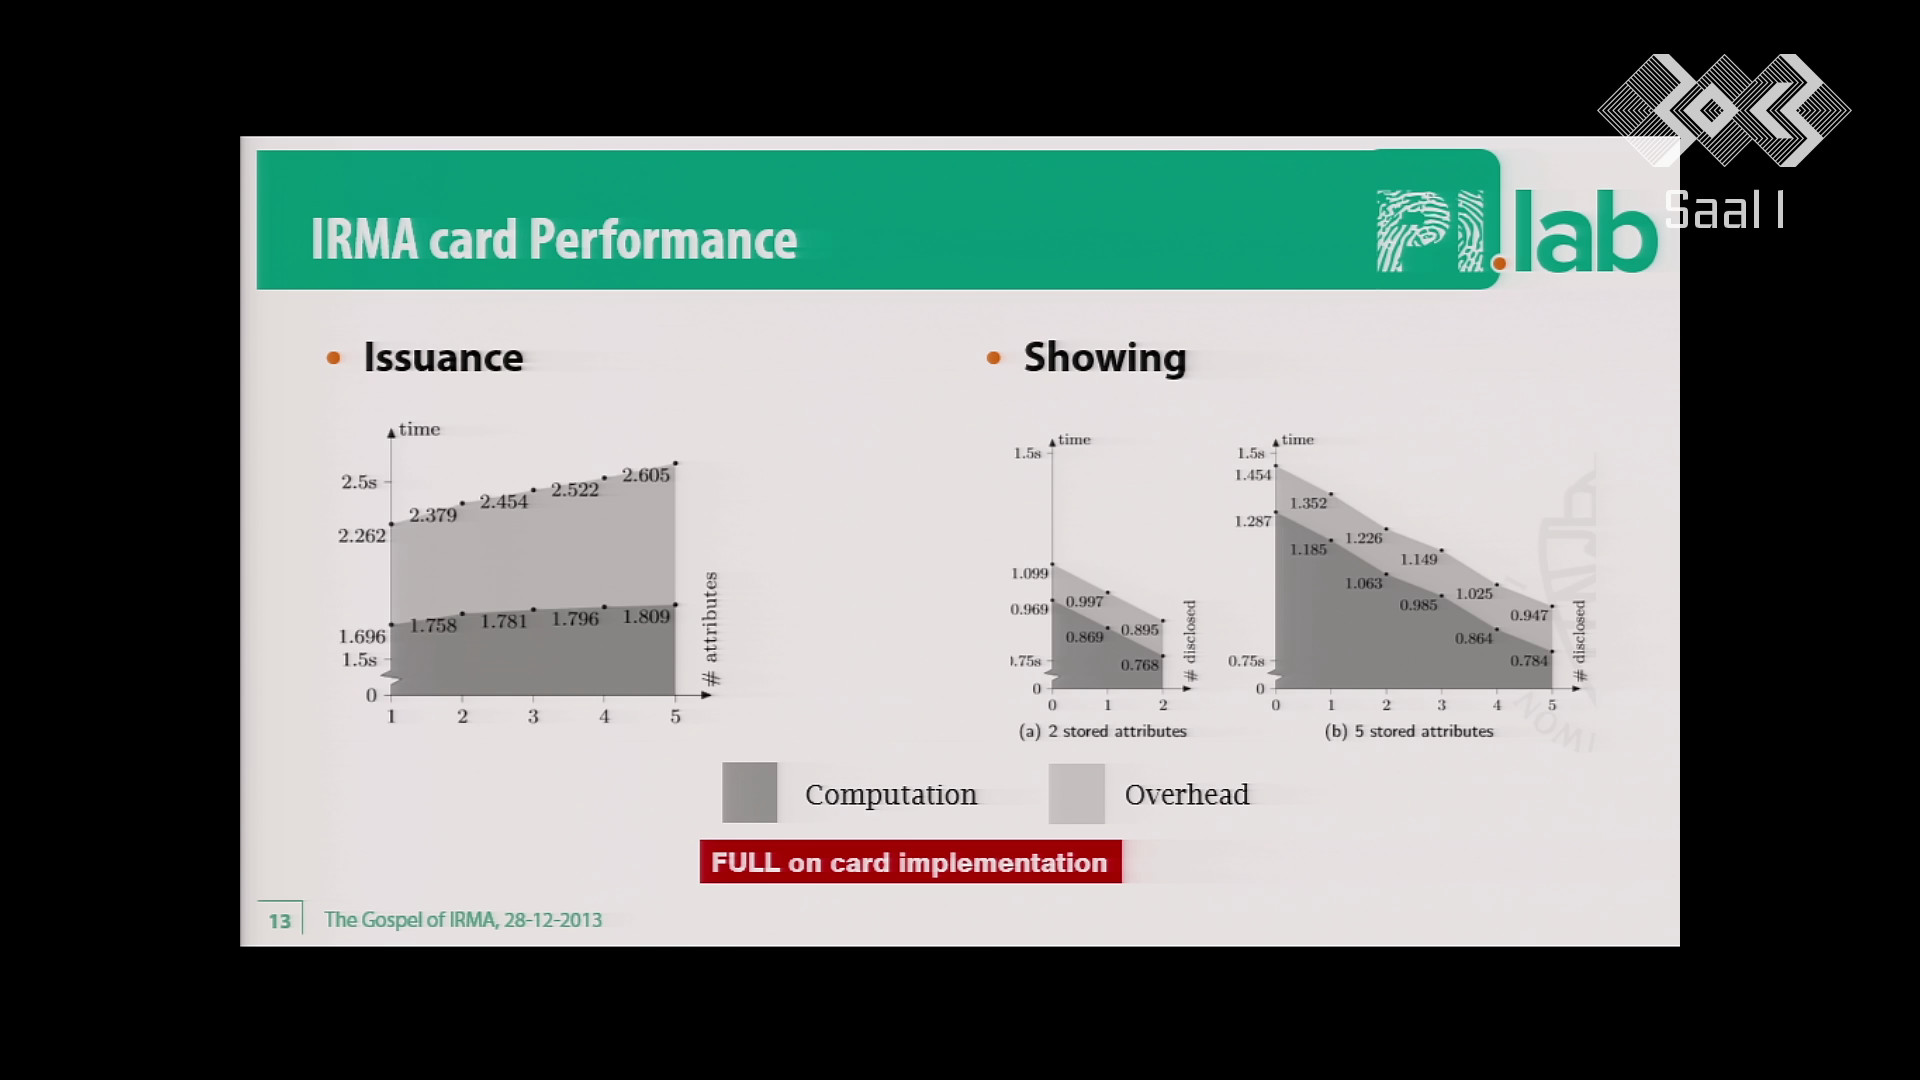 Saal 1
IRMA card Performance
PI.lab
• Issuance
time
2.5s
2.262
2.379
2.454
2.522
2.605
1.696
1.758
1.781
1.796
1.809
1.5s
0
1 2 3 4 5
# attributes
• Showing
time
1.5s
1.099
0.997
0.895
0.969
0.869
0.768
0.75s
0
0 1 2
# disclosed
(a) 2 stored attributes
time
1.5s
1.454
1.352
1.226
1.149
1.025
0.947
1.287
1.185
1.063
0.985
0.864
0.784
0.75s
0
0 1 2 3 4 5
# disclosed
(b) 5 stored attributes
Computation
Overhead
FULL on card implementation
13
The Gospel of IRMA, 28-12-2013